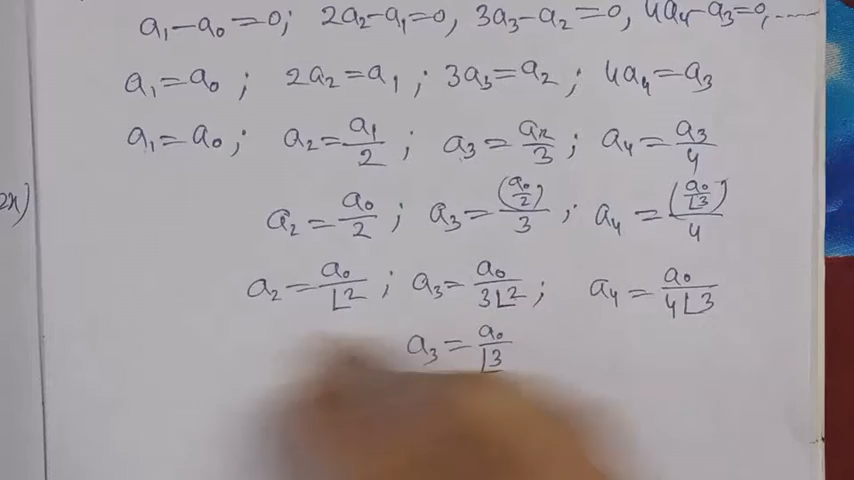 a₁-a₀=0; 2a₂-a₁=0, 3a₃-a₂=0, 4a₄-a₃=0, ......
a₁=a₀; 2a₂=a₁; 3a₃=a₂; 4a₄=a₃
a₁=a₀; a₂=a₁/2; a₃=a₂/3; a₄=a₃/4
2x) a₂=a₀/2; a₃=(a₀/2)/3; a₄=(a₀/∟3)/4
a₂=a₀/∟2; a₃=a₀/3∟2; a₄=a₀/4∟3
a₃=a₀/∟3